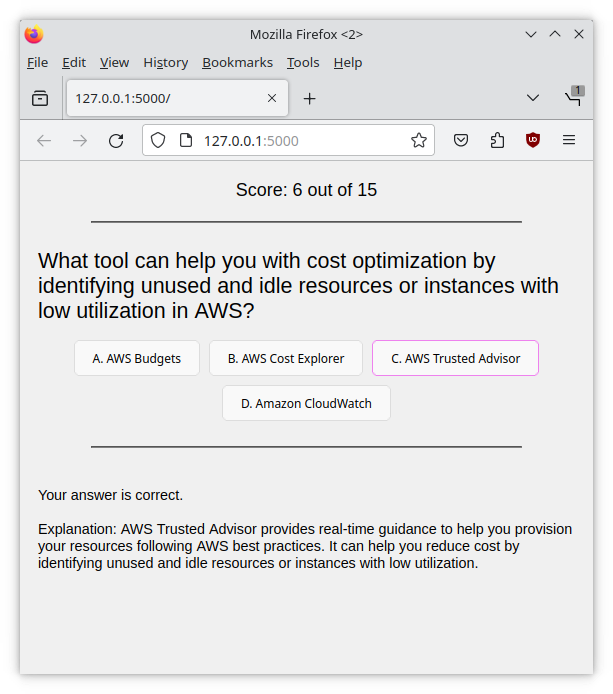 Mozilla Firefox <2>
File Edit View History Bookmarks Tools Help
127.0.0.1:5000/
1
127.0.0.1:5000
Score: 6 out of 15
What tool can help you with cost optimization by
identifying unused and idle resources or instances with
low utilization in AWS?
A. AWS Budgets
B. AWS Cost Explorer
C. AWS Trusted Advisor
D. Amazon CloudWatch
Your answer is correct.
Explanation: AWS Trusted Advisor provides real-time guidance to help you provision
your resources following AWS best practices. It can help you reduce cost by
identifying unused and idle resources or instances with low utilization.